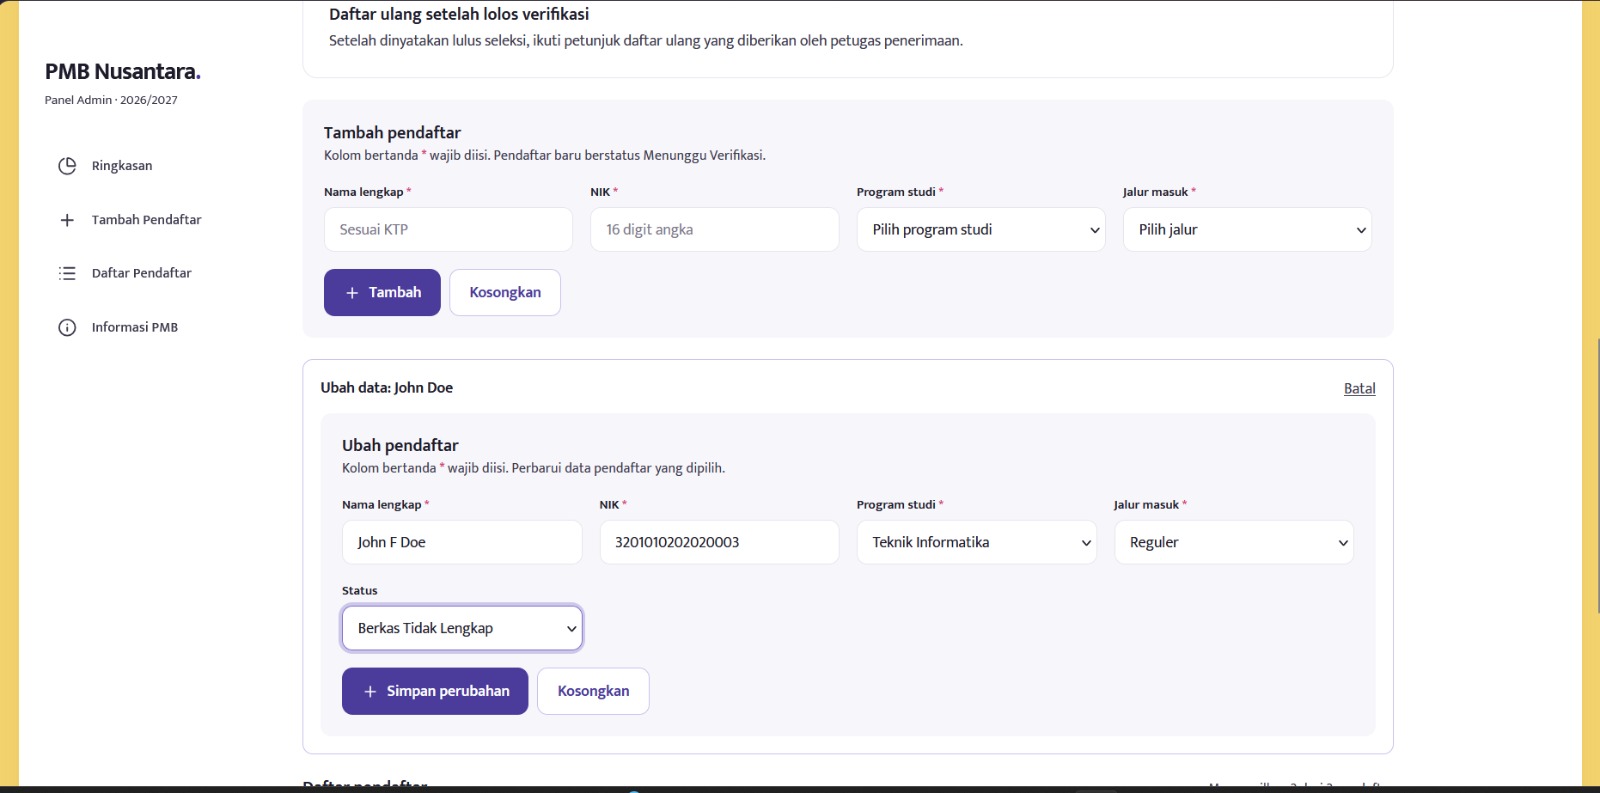 Daftar ulang setelah lolos verifikasi
Setelah dinyatakan lulus seleksi, ikuti petunjuk daftar ulang yang diberikan oleh petugas penerimaan.
PMB Nusantara.
Panel Admin · 2026/2027
Ringkasan
Tambah Pendaftar
Daftar Pendaftar
Informasi PMB
Tambah pendaftar
Kolom bertanda * wajib diisi. Pendaftar baru berstatus Menunggu Verifikasi.
Nama lengkap * NIK * Program studi * Jalur masuk *
Sesuai KTP 16 digit angka Pilih program studi Pilih jalur
+ Tambah Kosongkan
Ubah data: John Doe Batal
Ubah pendaftar
Kolom bertanda * wajib diisi. Perbarui data pendaftar yang dipilih.
Nama lengkap * NIK * Program studi * Jalur masuk *
John F Doe 3201010202020003 Teknik Informatika Reguler
Status
Berkas Tidak Lengkap
+ Simpan perubahan Kosongkan
Daftar pendaftar